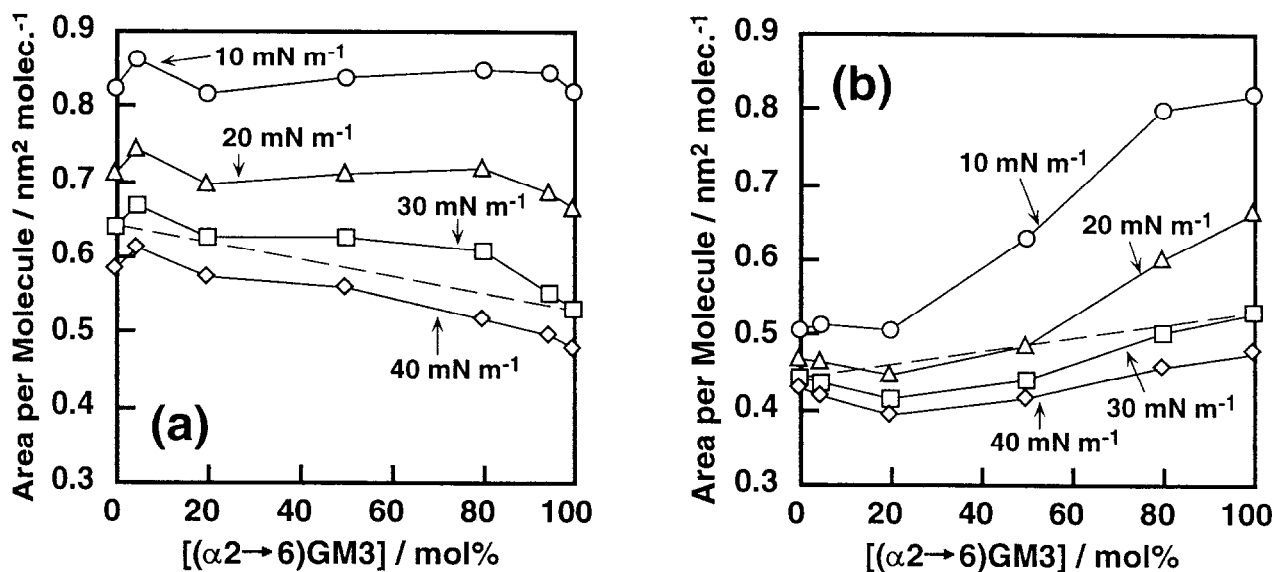 Area per Molecule / nm² molec.⁻¹
0.9
0.8
0.7
0.6
0.5
0.4
0.3
10 mN m⁻¹
20 mN m⁻¹
30 mN m⁻¹
40 mN m⁻¹
(a)
0 20 40 60 80 100
[(α2→6)GM3] / mol%
Area per Molecule / nm² molec.⁻¹
0.9
0.8
0.7
0.6
0.5
0.4
0.3
(b)
10 mN m⁻¹
20 mN m⁻¹
30 mN m⁻¹
40 mN m⁻¹
0 20 40 60 80 100
[(α2→6)GM3] / mol%